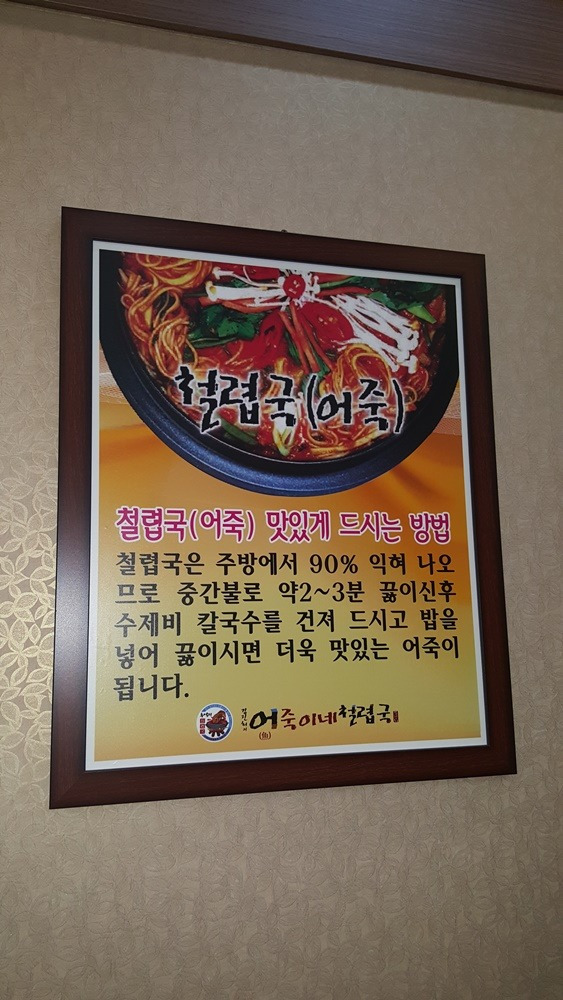 철렵국(어죽)
철렵국(어죽) 맛있게 드시는 방법
철렵국은 주방에서 90% 익혀 나오
므로 중간불로 약2~3분 끓이신후
수제비 칼국수를 건져 드시고 밥을
넣어 끓이시면 더욱 맛있는 어죽이
됩니다.
어죽이네철렵국
(魚)